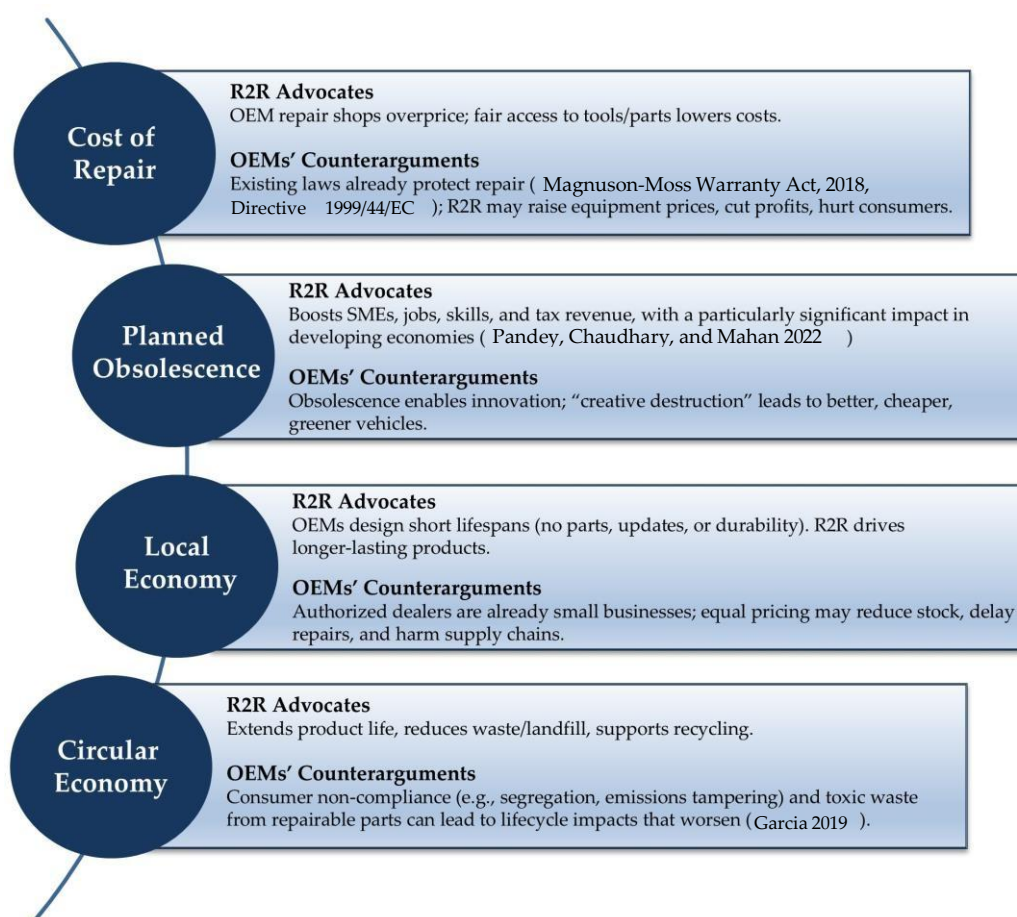 Cost of
Repair
R2R Advocates
OEM repair shops overprice; fair access to tools/parts lowers costs.
OEMs’ Counterarguments
Existing laws already protect repair ( Magnuson-Moss Warranty Act, 2018,
Directive 1999/44/EC ); R2R may raise equipment prices, cut profits, hurt consumers.
Planned
Obsolescence
R2R Advocates
Boosts SMEs, jobs, skills, and tax revenue, with a particularly significant impact in
developing economies ( Pandey, Chaudhary, and Mahan 2022 )
OEMs’ Counterarguments
Obsolescence enables innovation; “creative destruction” leads to better, cheaper,
greener vehicles.
Local
Economy
R2R Advocates
OEMs design short lifespans (no parts, updates, or durability). R2R drives
longer-lasting products.
OEMs’ Counterarguments
Authorized dealers are already small businesses; equal pricing may reduce stock, delay
repairs, and harm supply chains.
Circular
Economy
R2R Advocates
Extends product life, reduces waste/landfill, supports recycling.
OEMs’ Counterarguments
Consumer non-compliance (e.g., segregation, emissions tampering) and toxic waste
from repairable parts can lead to lifecycle impacts that worsen (Garcia 2019 ).